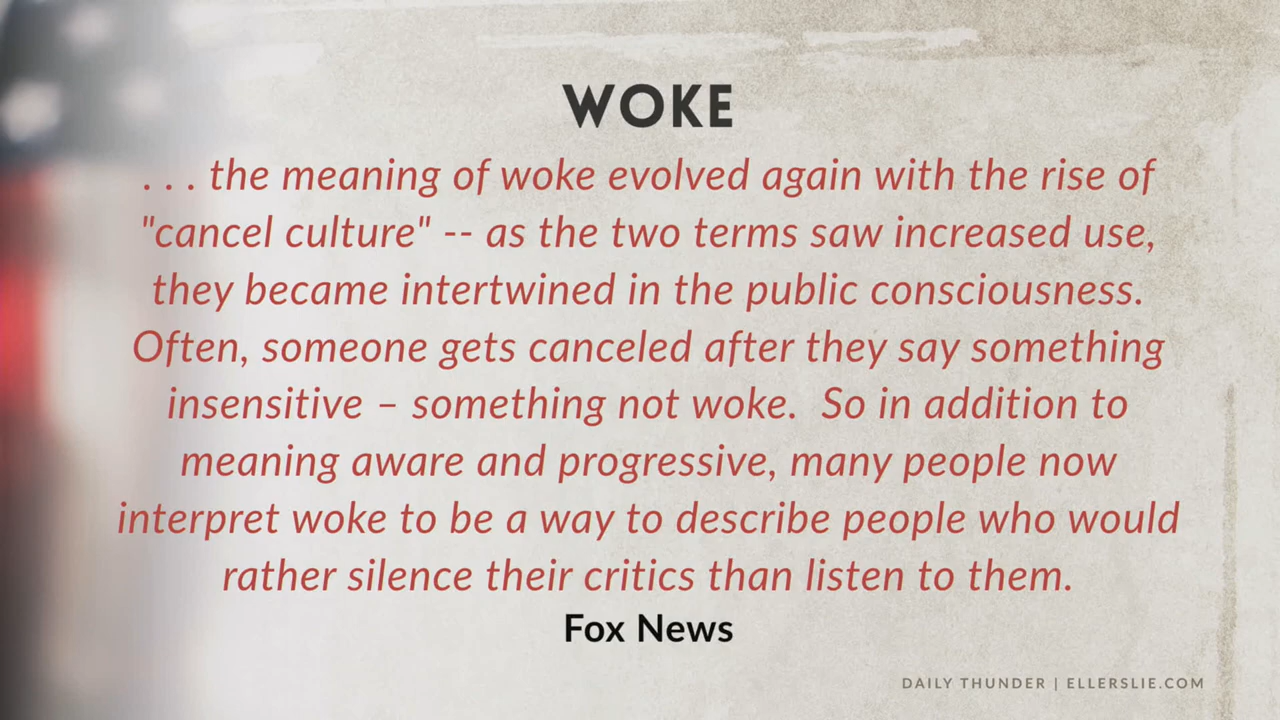 WOKE
. . . the meaning of woke evolved again with the rise of
"cancel culture" -- as the two terms saw increased use,
they became intertwined in the public consciousness.
Often, someone gets canceled after they say something
insensitive – something not woke.  So in addition to
meaning aware and progressive, many people now
interpret woke to be a way to describe people who would
rather silence their critics than listen to them.
Fox News
DAILY THUNDER | ELLERSLIE.COM